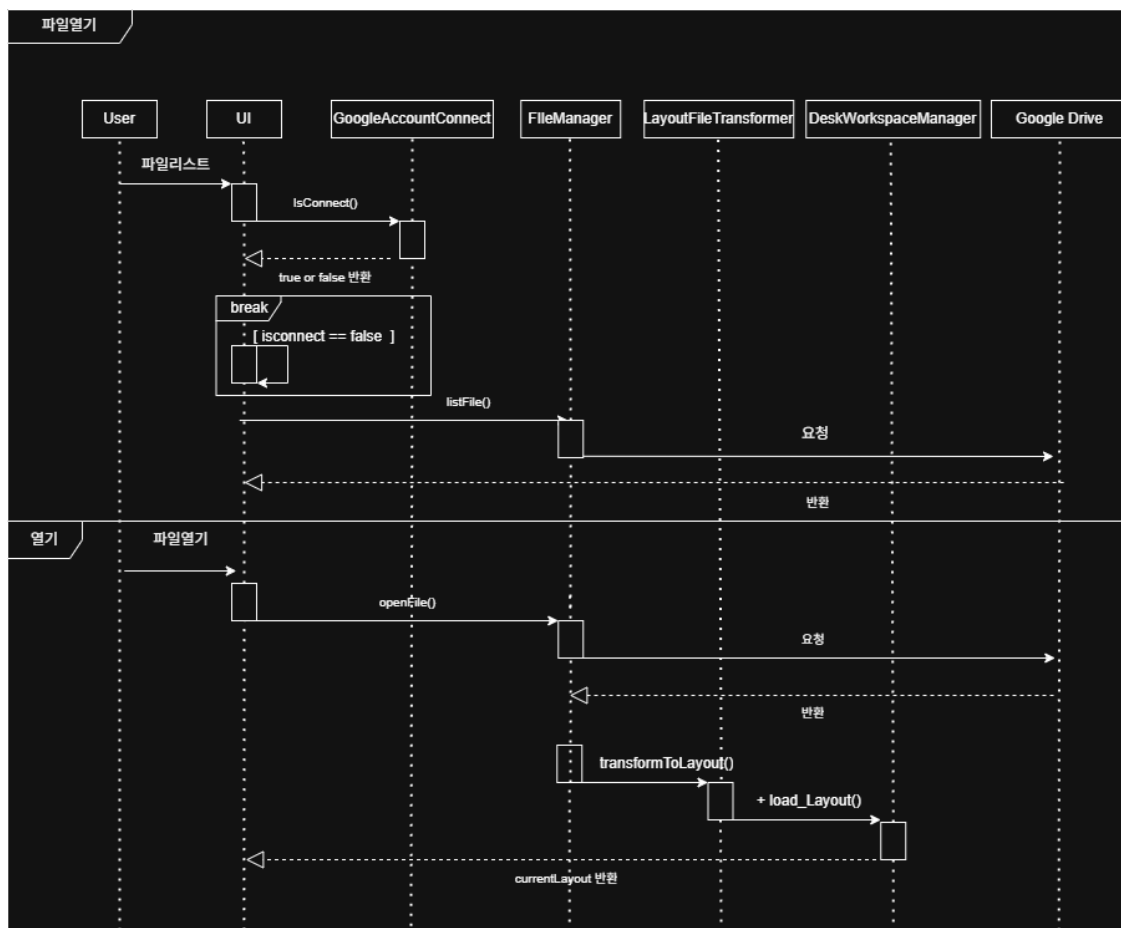 파일열기
User
UI
GoogleAccountConnect
FIleManager
LayoutFileTransformer
DeskWorkspaceManager
Google Drive
파일리스트
IsConnect()
true or false 반환
break
[ isconnect == false ]
listFile()
요청
반환
열기
파일열기
openFile()
요청
반환
transformToLayout()
+ load_Layout()
currentLayout 반환